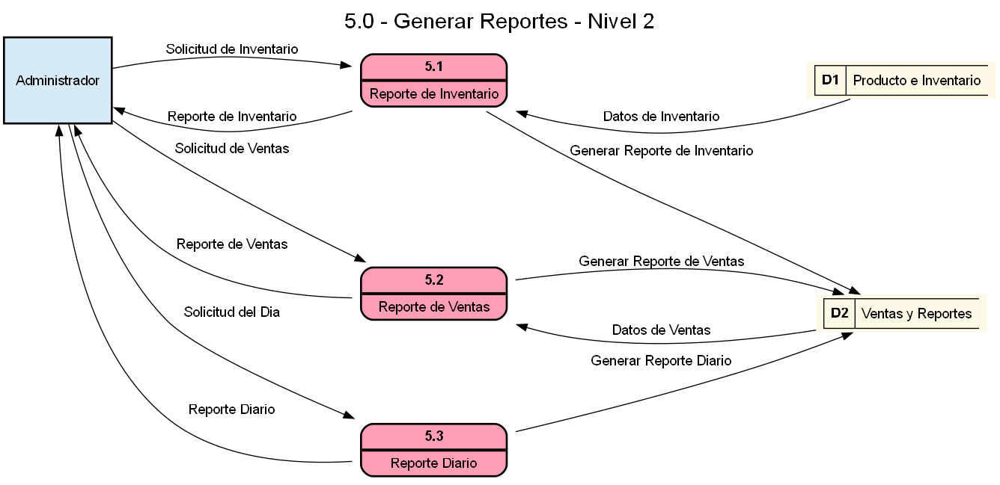 5.0 - Generar Reportes - Nivel 2
Administrador
Solicitud de Inventario
5.1
Reporte de Inventario
D1
Producto e Inventario
Reporte de Inventario
Datos de Inventario
Solicitud de Ventas
Generar Reporte de Inventario
Reporte de Ventas
5.2
Reporte de Ventas
Generar Reporte de Ventas
D2
Ventas y Reportes
Solicitud del Dia
Datos de Ventas
Generar Reporte Diario
Reporte Diario
5.3
Reporte Diario